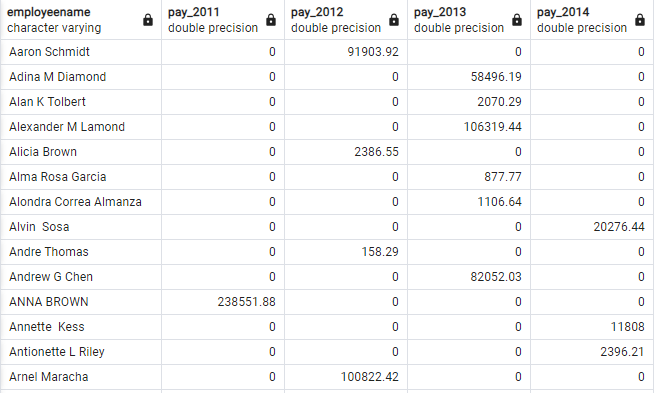 employeename pay_2011 pay_2012 pay_2013 pay_2014
character varying double precision double precision double precision double precision
Aaron Schmidt 0 91903.92 0 0
Adina M Diamond 0 0 58496.19 0
Alan K Tolbert 0 0 2070.29 0
Alexander M Lamond 0 0 106319.44 0
Alicia Brown 0 2386.55 0 0
Alma Rosa Garcia 0 0 877.77 0
Alondra Correa Almanza 0 0 1106.64 0
Alvin  Sosa 0 0 0 20276.44
Andre Thomas 0 158.29 0 0
Andrew G Chen 0 0 82052.03 0
ANNA BROWN 238551.88 0 0 0
Annette  Kess 0 0 0 11808
Antionette L Riley 0 0 0 2396.21
Arnel Maracha 0 100822.42 0 0